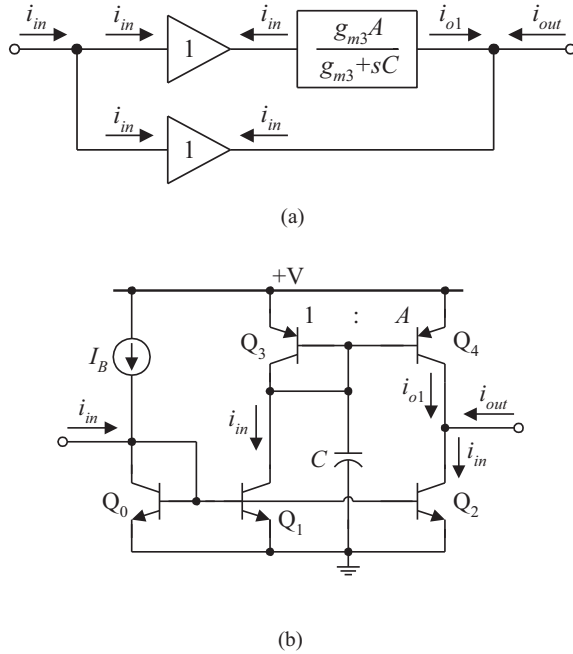 i_in i_in i_in g_m3 A i_o1 i_out
1
g_m3+sC
i_in i_in
1
(a)
+V
1 : A
Q_3 Q_4
I_B
i_o1 i_out
i_in i_in
C i_in
Q_0 Q_1 Q_2
(b)